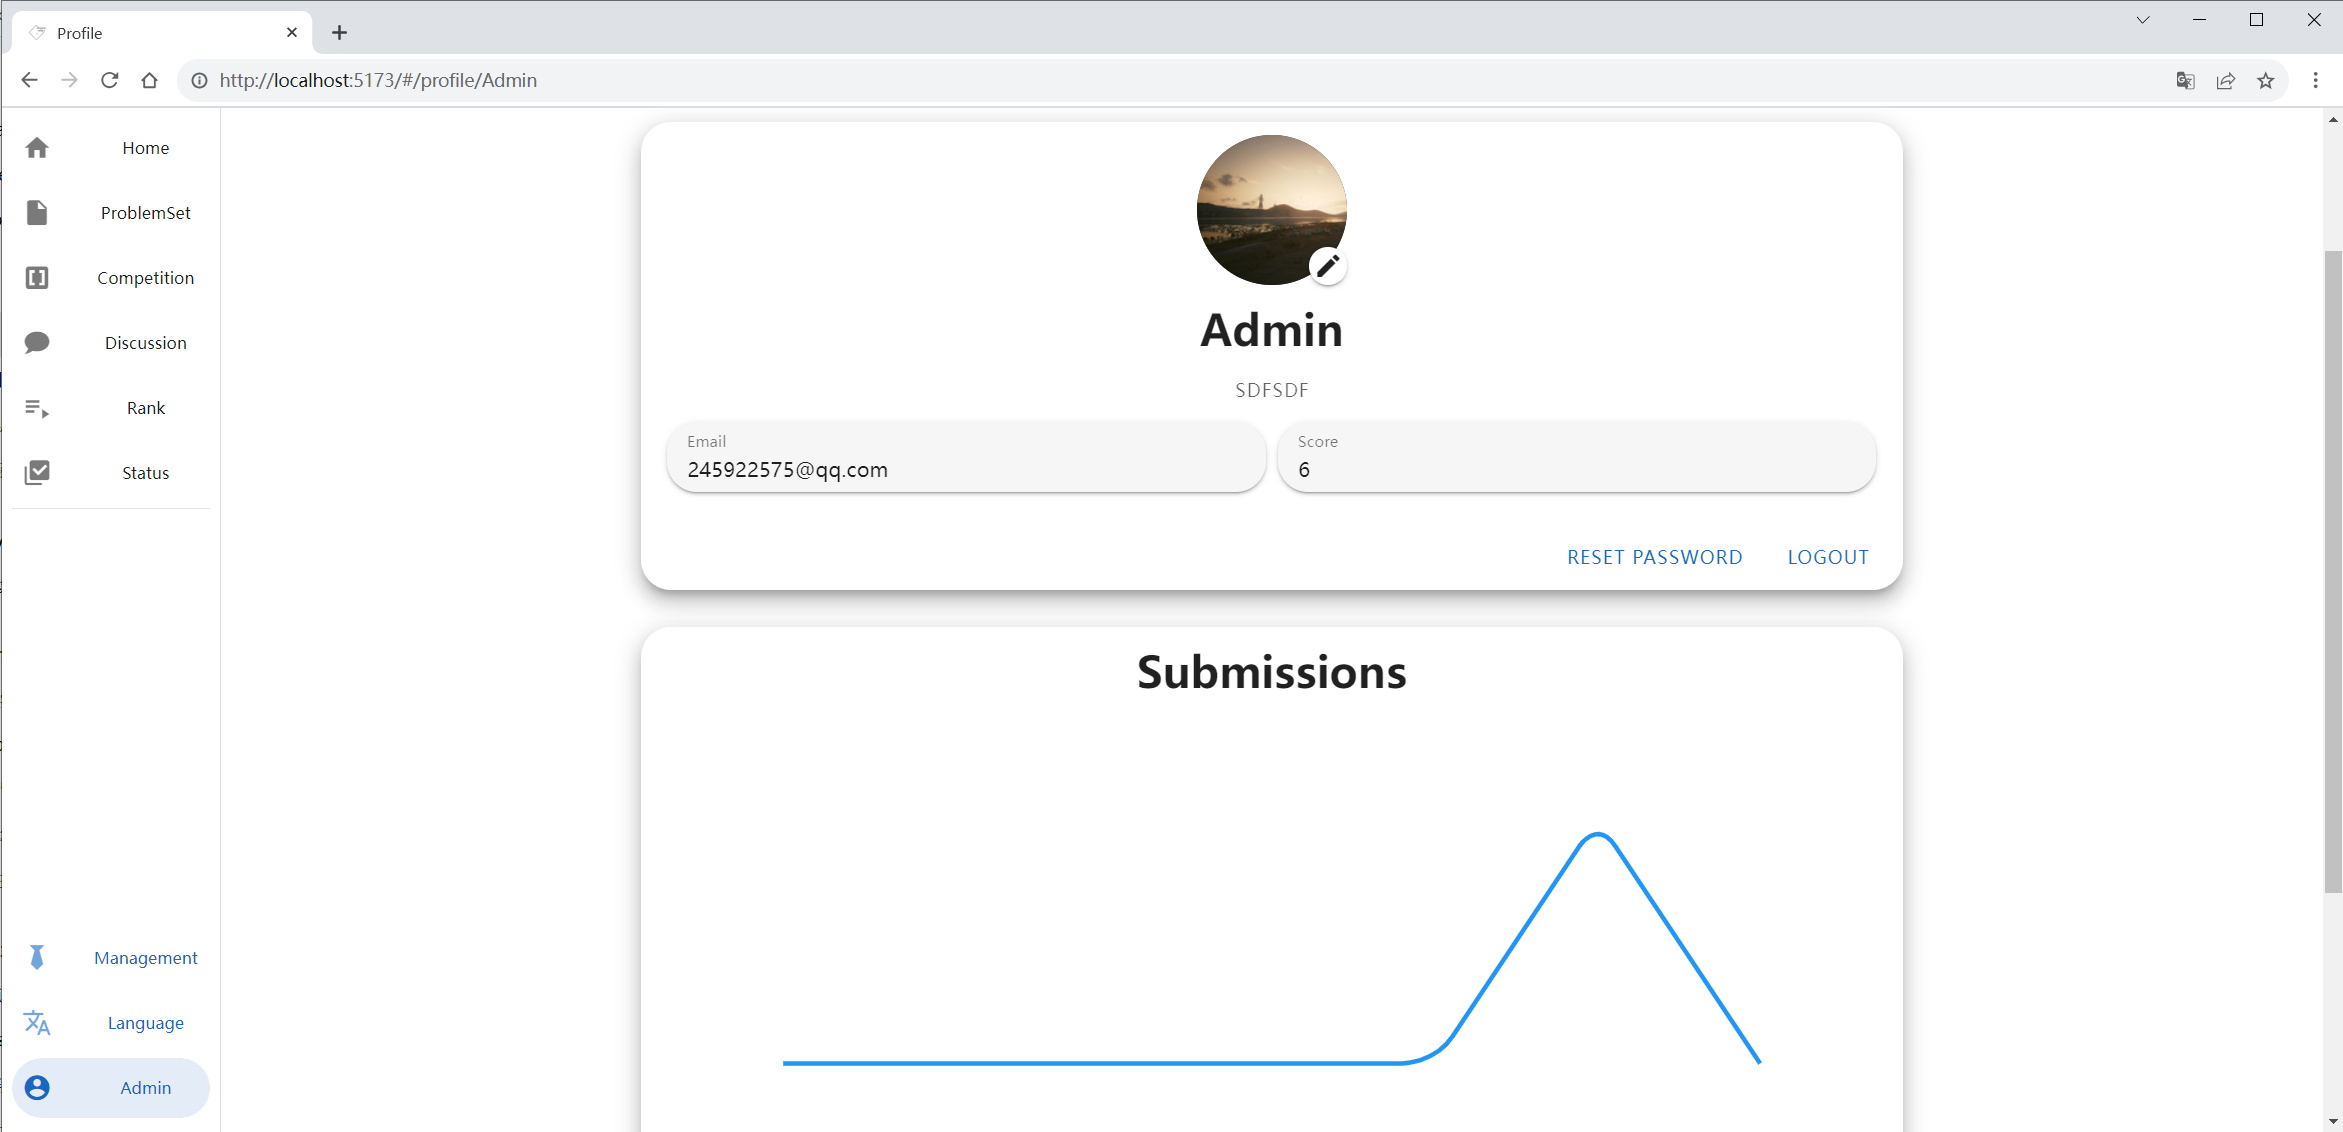 Profile
http://localhost:5173/#/profile/Admin
Home
ProblemSet
Competition
Discussion
Rank
Status
Management
Language
Admin
Admin
SDFSDF
Email
245922575@qq.com
Score
6
RESET PASSWORD
LOGOUT
Submissions